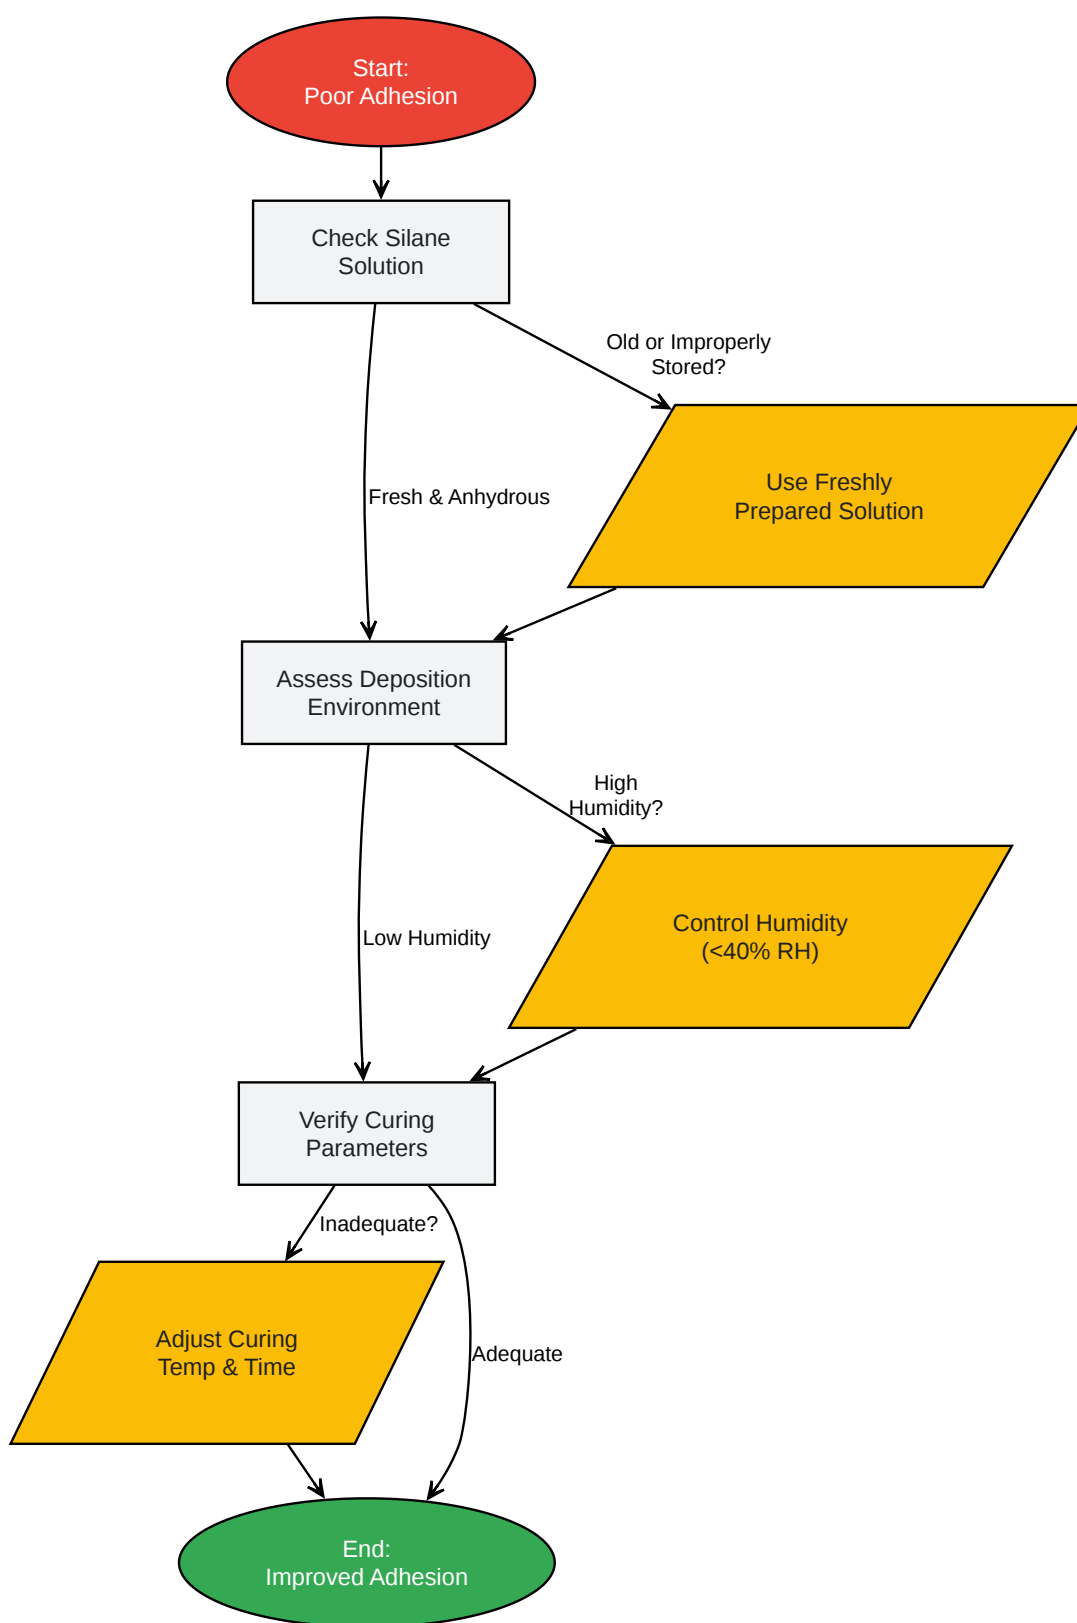 Start:
Poor Adhesion
Check Silane
Solution
Old or Improperly
Stored?
Fresh & Anhydrous
Use Freshly
Prepared Solution
Assess Deposition
Environment
High
Humidity?
Low Humidity
Control Humidity
(<40% RH)
Verify Curing
Parameters
Inadequate?
Adequate
Adjust Curing
Temp & Time
End:
Improved Adhesion